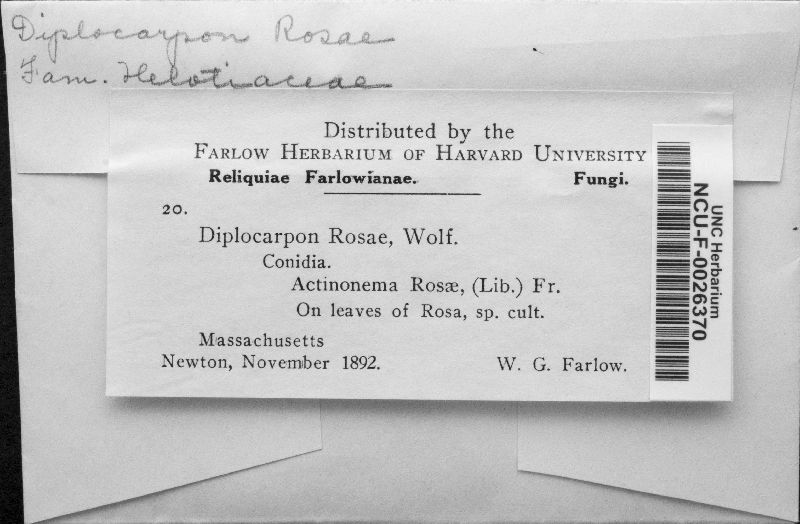 Diplocarpon Rosae
Fam. Helotiaceae
Distributed by the
FARLOW HERBARIUM OF HARVARD UNIVERSITY
Reliquiae Farlowianae. Fungi.
20.
Diplocarpon Rosae, Wolf.
Conidia.
Actinonema Rosæ, (Lib.) Fr.
On leaves of Rosa, sp. cult.
Massachusetts
Newton, November 1892. W. G. Farlow.
UNC Herbarium
NCU-F-0026370